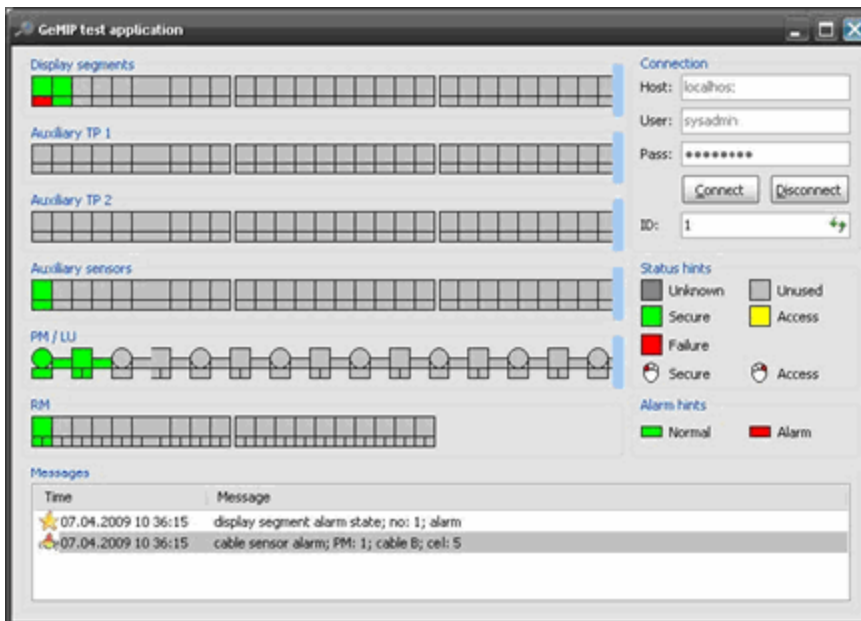 GeMIP test application
Display segments
Auxiliary TP 1
Auxiliary TP 2
Auxiliary sensors
PM / LU
RM
Connection
Host: localhos:
User: sysadmin
Pass: ●●●●●●●●
Connect Disconnect
ID: 1
Status hints
Unknown Unused
Secure Access
Failure
Secure Access
Alarm hints
Normal Alarm
Messages
Time Message
07.04.2009 10 36:15 display segment alarm state; no: 1; alarm
07.04.2009 10 36:15 cable sensor alarm; PM: 1; cable B; cel: 5